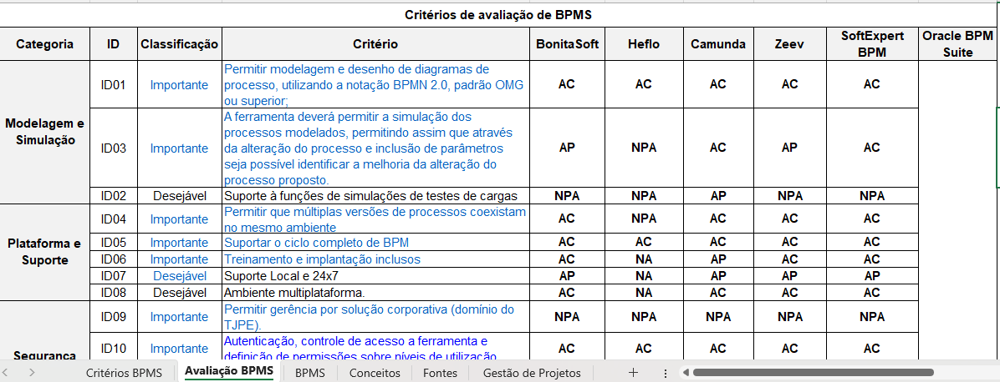 Critérios de avaliação de BPMS
Categoria ID Classificação Critério BonitaSoft Heflo Camunda Zeev SoftExpert BPM Oracle BPM Suite
Modelagem e Simulação
ID01 Importante Permitir modelagem e desenho de diagramas de
processo, utilizando a notação BPMN 2.0, padrão OMG
ou superior; AC AC AC AC AC
ID03 Importante A ferramenta deverá permitir a simulação dos
processos modelados, permitindo assim que através
da alteração do processo e inclusão de parâmetros
seja possível identificar a melhoria da alteração do
processo proposto. AP NPA AC AP AC
ID02 Desejável Suporte à funções de simulações de testes de cargas NPA NPA AP NPA NPA
Plataforma e Suporte
ID04 Importante Permitir que múltiplas versões de processos coexistam
no mesmo ambiente AC NPA AC AC AC
ID05 Importante Suportar o ciclo completo de BPM AC AC AC AC AC
ID06 Importante Treinamento e implantação inclusos AC NA AP AC AC
ID07 Desejável Suporte Local e 24x7 AP NA AP AP AP
ID08 Desejável Ambiente multiplataforma. AC NA AC AC AC
Segurança
ID09 Importante Permitir gerência por solução corporativa (domínio do
TJPE). NPA NPA NPA NPA NPA
ID10 Importante Autenticação, controle de acesso a ferramenta e
definição de permissões sobre níveis de utilização AC AC AC AC AC
Critérios BPMS Avaliação BPMS BPMS Conceitos Fontes Gestão de Projetos +